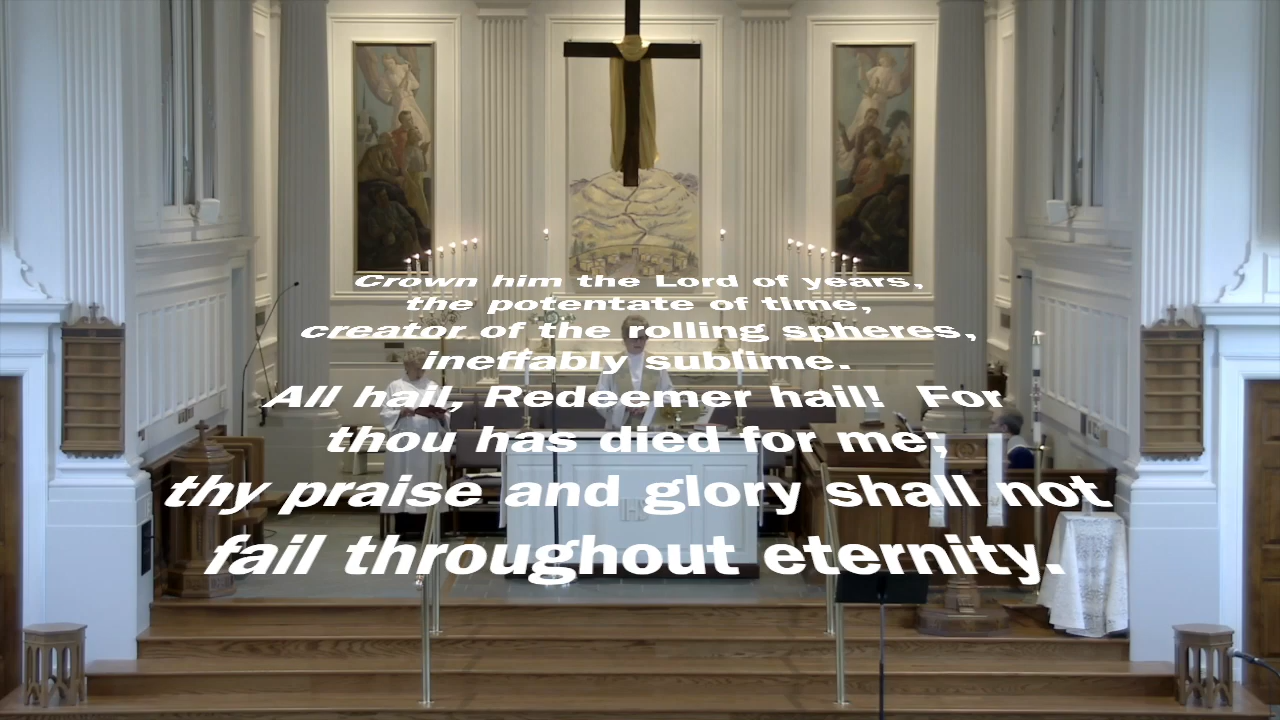 Crown him the Lord of years,
the potentate of time,
creator of the rolling spheres,
ineffably sublime.
All hail, Redeemer hail!  For
thou has died for me;
thy praise and glory shall not
fail throughout eternity.
IHS